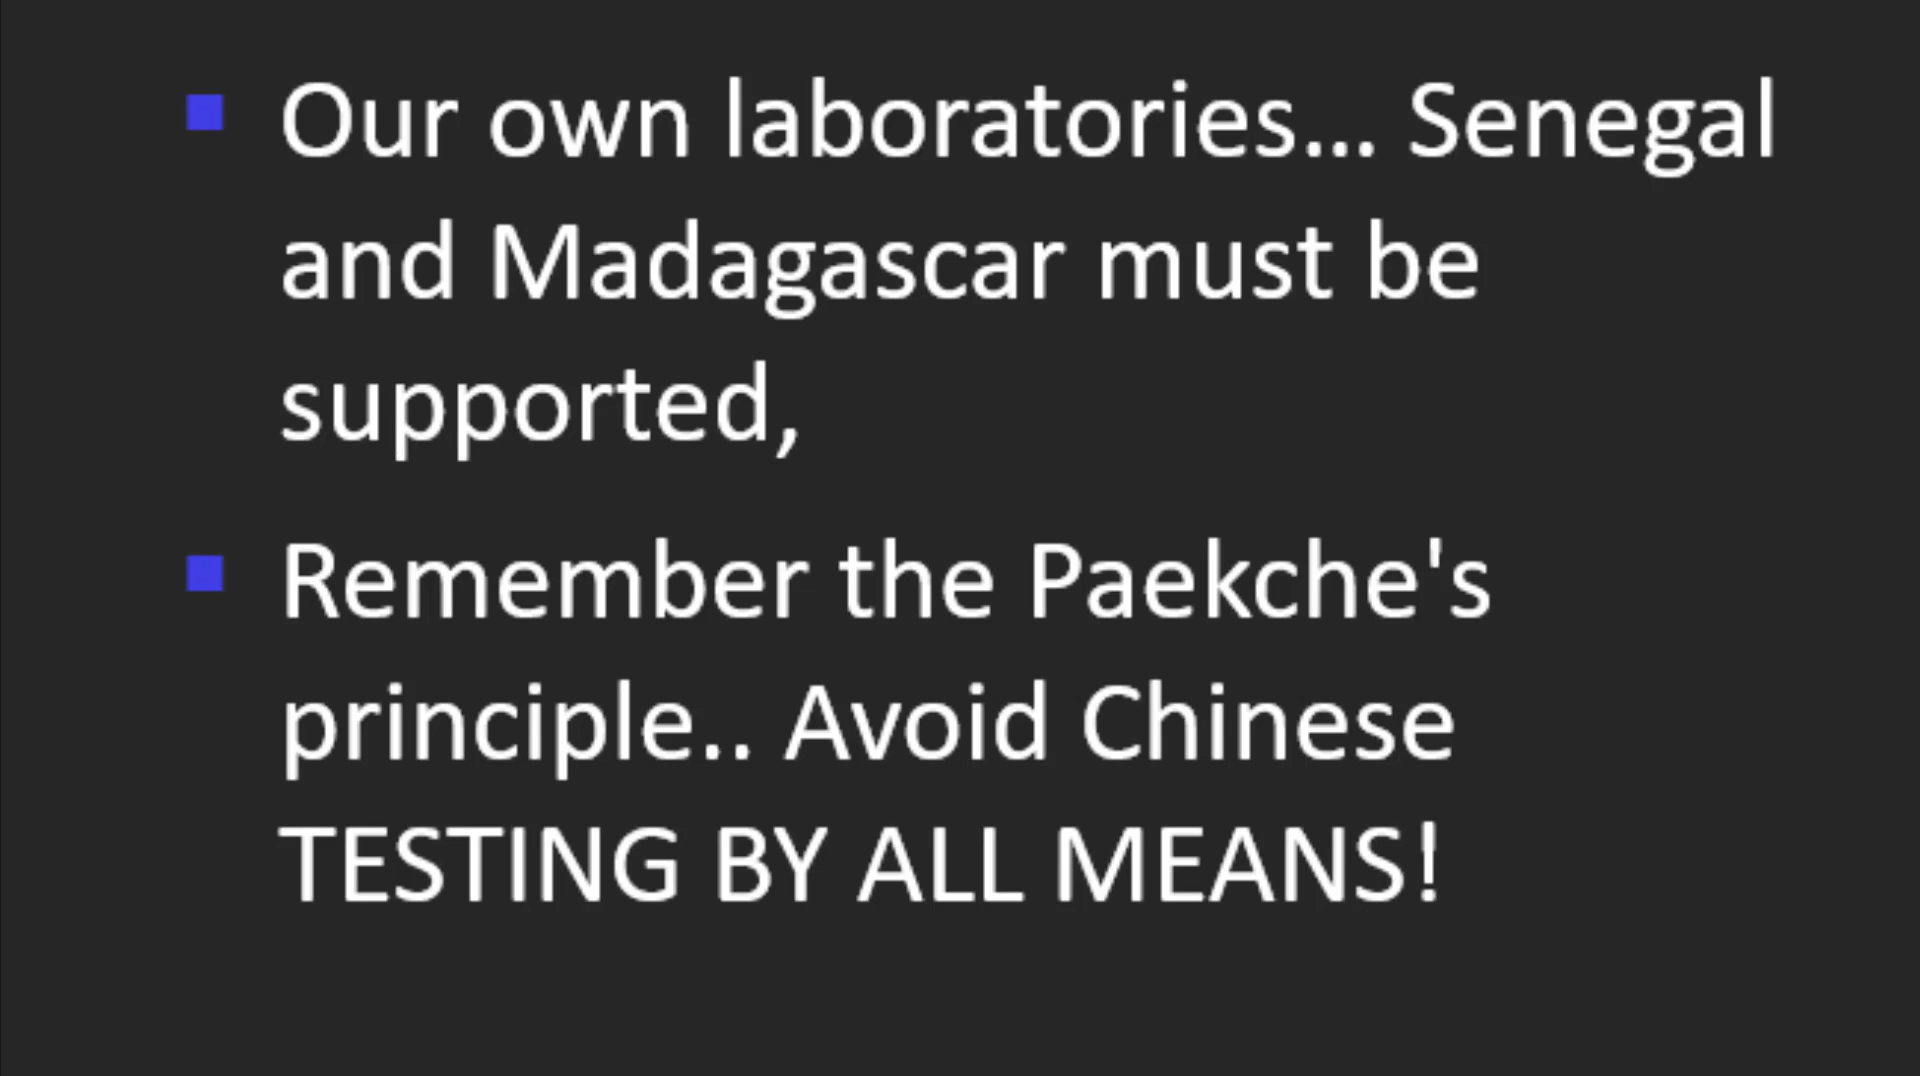 Our own laboratories... Senegal
and Madagascar must be
supported,
Remember the Paekche's
principle.. Avoid Chinese
TESTING BY ALL MEANS!